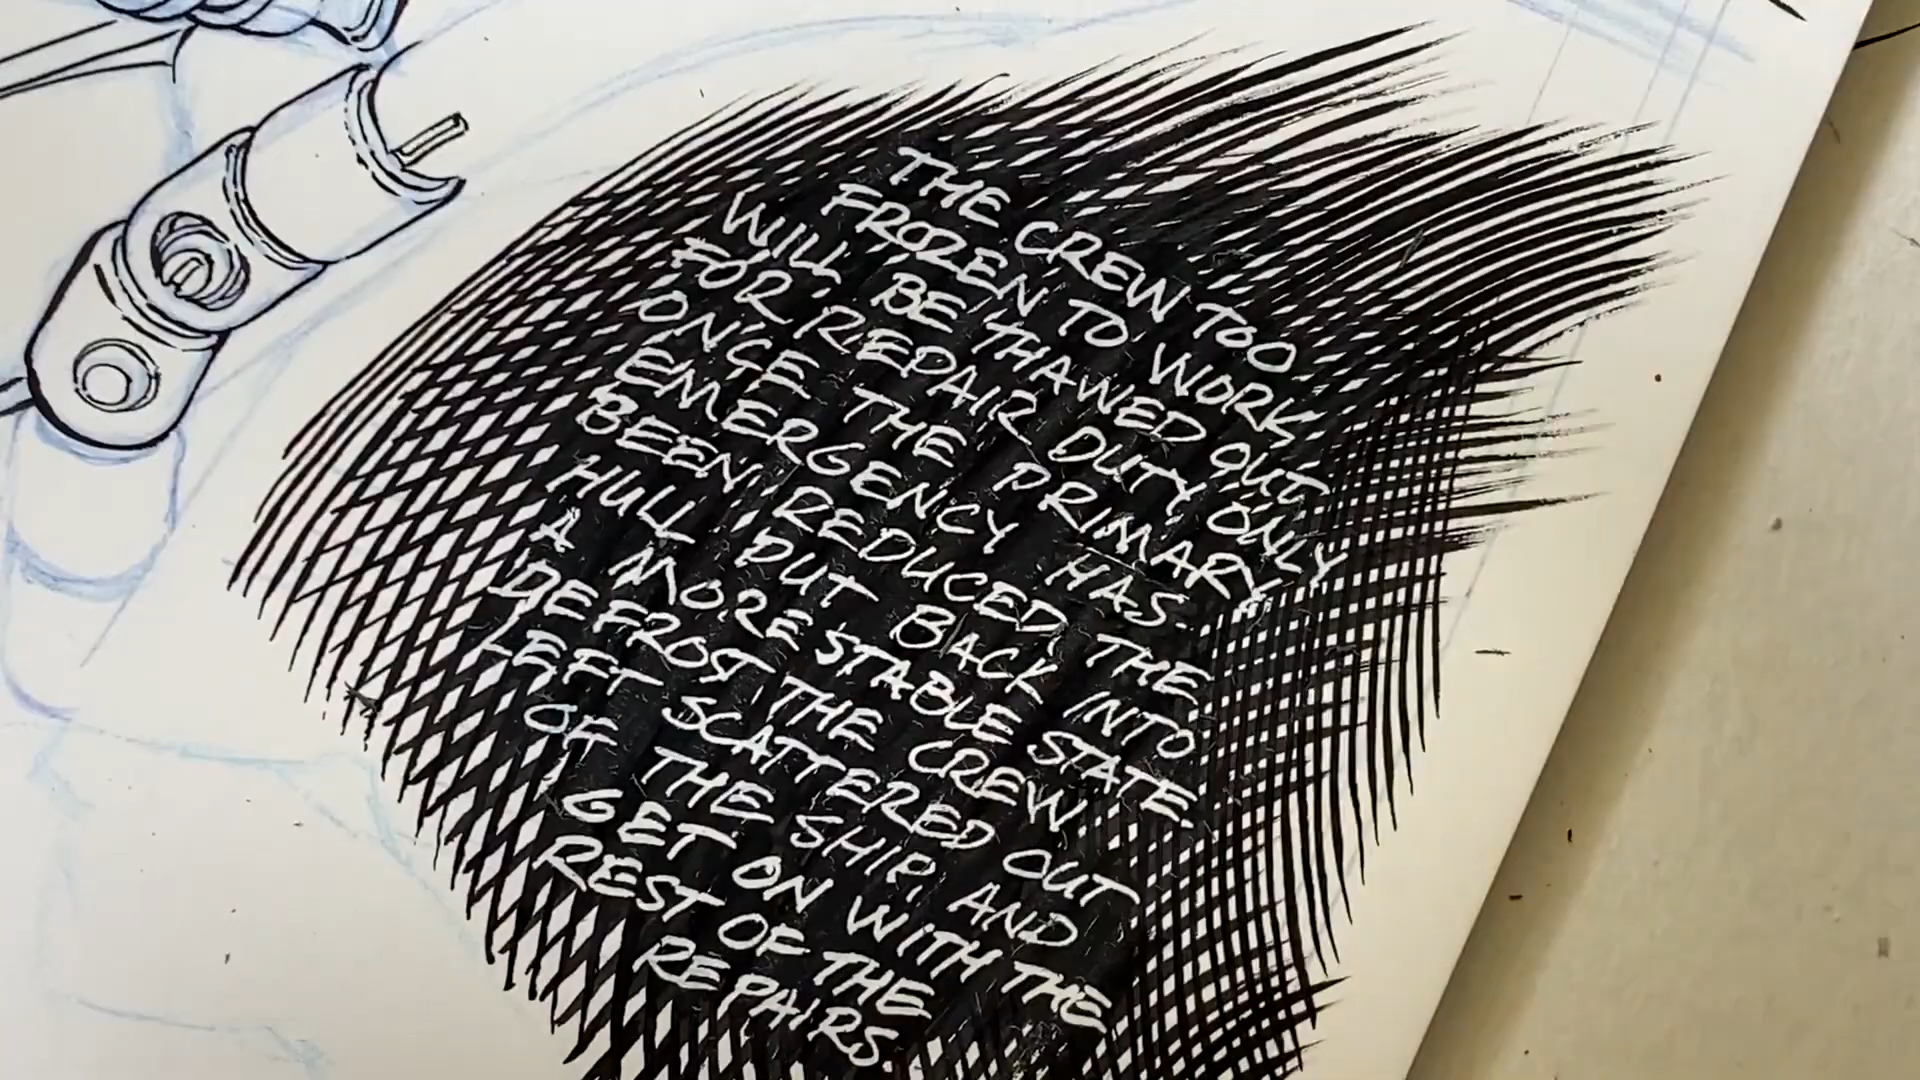 THE CREW TOO
FROZEN TO WORK,
WILL BE THAWED OUT
FOR REPAIR DUTY ONLY
ONCE THE PRIMARY
EMERGENCY HAS
BEEN REDUCED, THE
HULL PUT BACK INTO
A MORE STABLE STATE.
DEFROST THE CREW
LEFT SCATTERED OUT
OF THE SHIP, AND
GET ON WITH THE
REST OF THE
REPAIRS.